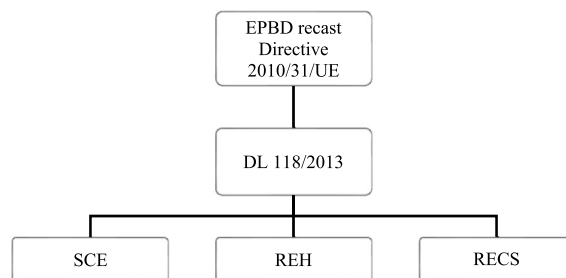 EPBD recast
Directive
2010/31/UE
DL 118/2013
SCE
REH
RECS